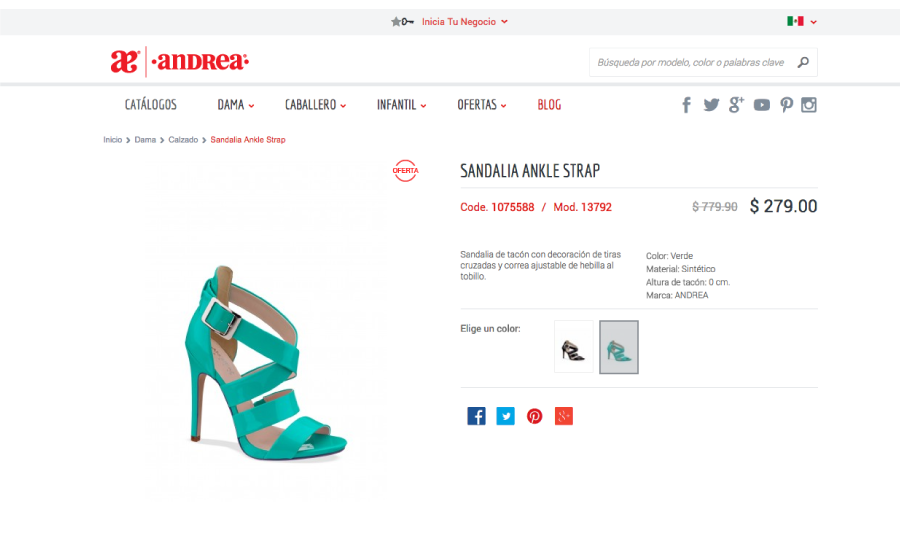 Inicia Tu Negocio
æ ·andrea·
Búsqueda por modelo, color o palabras clave
CATÁLOGOS DAMA CABALLERO INFANTIL OFERTAS BLOG
Inicio > Dama > Calzado > Sandalia Ankle Strap
OFERTA
SANDALIA ANKLE STRAP
Code. 1075588 / Mod. 13792 $ 779.90 $ 279.00
Sandalia de tacón con decoración de tiras
cruzadas y correa ajustable de hebilla al
tobillo.
Color: Verde
Material: Sintético
Altura de tacón: 0 cm.
Marca: ANDREA
Elige un color: